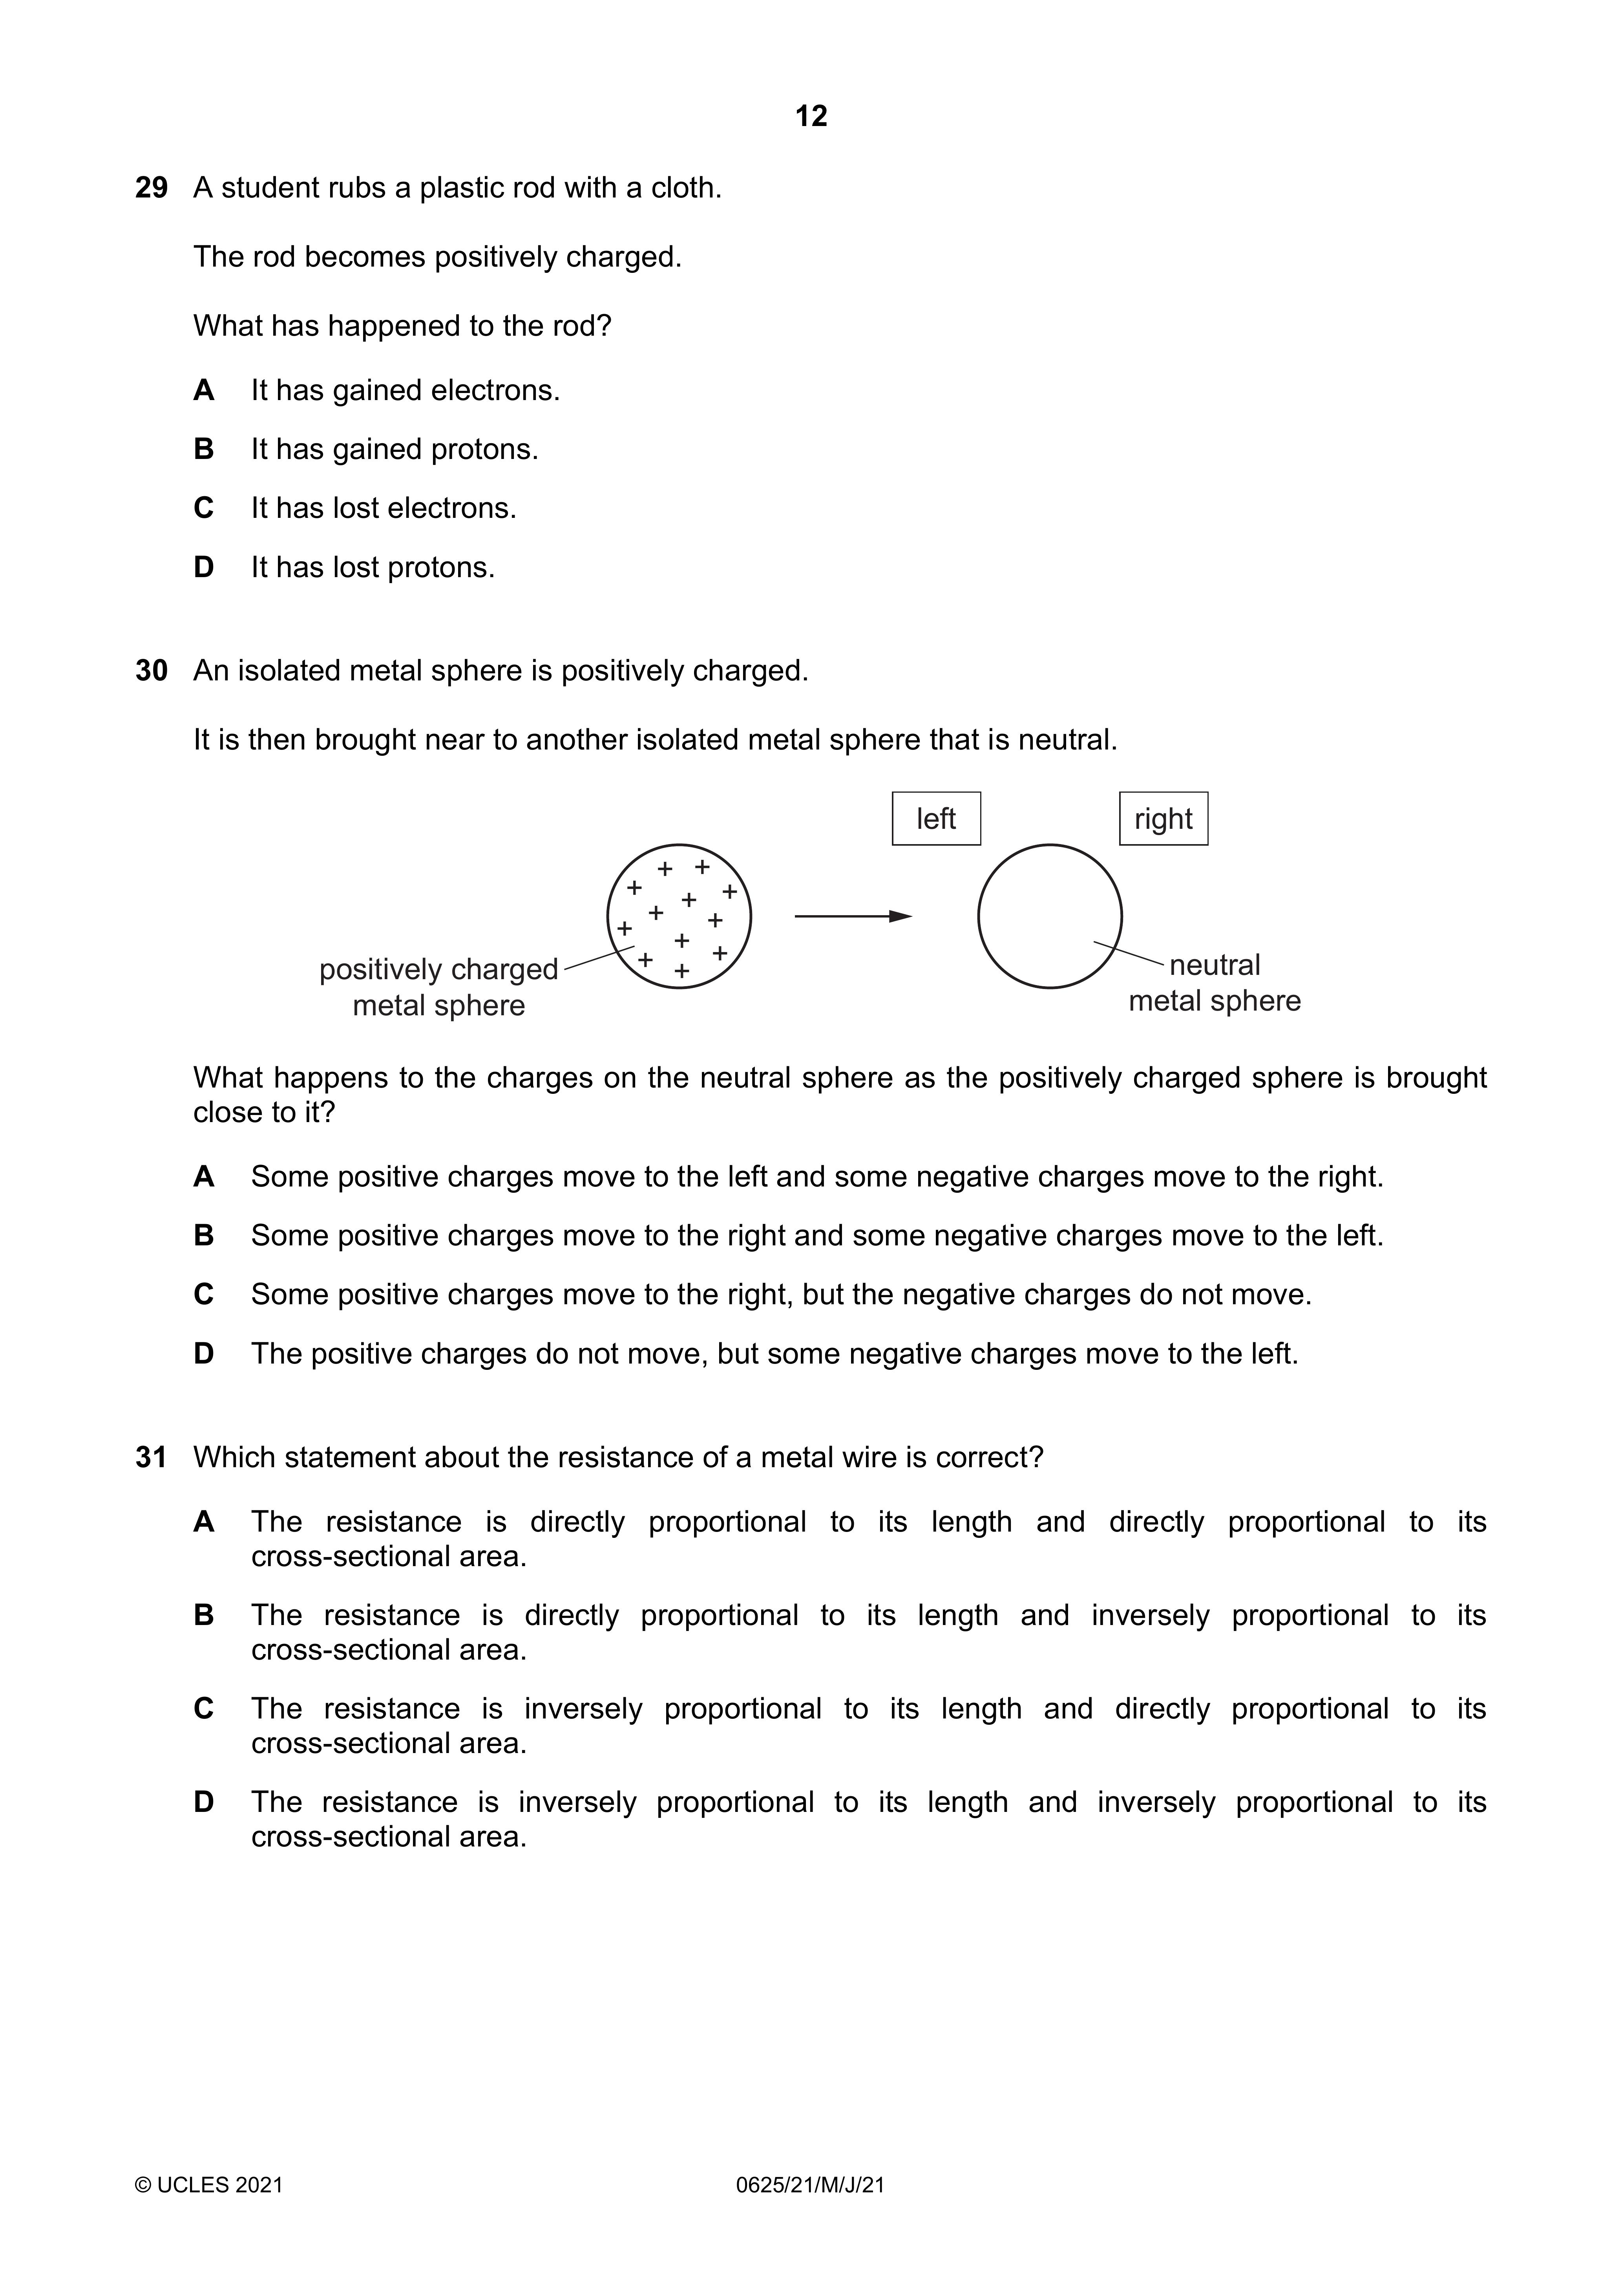 12
29 A student rubs a plastic rod with a cloth.
The rod becomes positively charged.
What has happened to the rod?
A It has gained electrons.
B It has gained protons.
C It has lost electrons.
D It has lost protons.
30 An isolated metal sphere is positively charged.
It is then brought near to another isolated metal sphere that is neutral.
left right
+ + + + + + + + + + + + +
positively charged
metal sphere
neutral
metal sphere
What happens to the charges on the neutral sphere as the positively charged sphere is brought
close to it?
A Some positive charges move to the left and some negative charges move to the right.
B Some positive charges move to the right and some negative charges move to the left.
C Some positive charges move to the right, but the negative charges do not move.
D The positive charges do not move, but some negative charges move to the left.
31 Which statement about the resistance of a metal wire is correct?
A The resistance is directly proportional to its length and directly proportional to its
cross-sectional area.
B The resistance is directly proportional to its length and inversely proportional to its
cross-sectional area.
C The resistance is inversely proportional to its length and directly proportional to its
cross-sectional area.
D The resistance is inversely proportional to its length and inversely proportional to its
cross-sectional area.
© UCLES 2021 0625/21/M/J/21